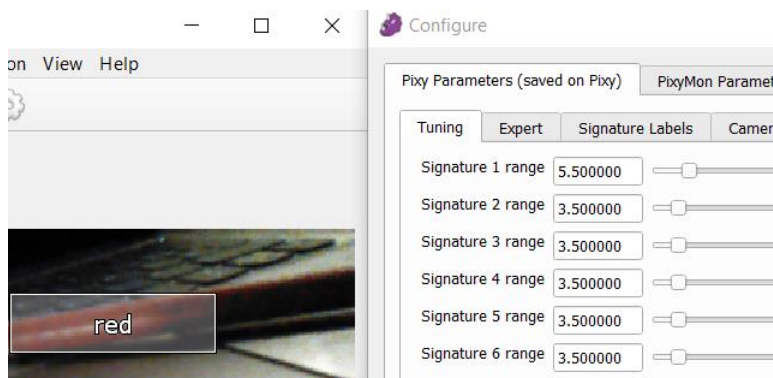 Configure
on View Help
Pixy Parameters (saved on Pixy) PixyMon Paramet
Tuning Expert Signature Labels Camer
Signature 1 range 5.500000
Signature 2 range 3.500000
Signature 3 range 3.500000
Signature 4 range 3.500000
Signature 5 range 3.500000
Signature 6 range 3.500000
red